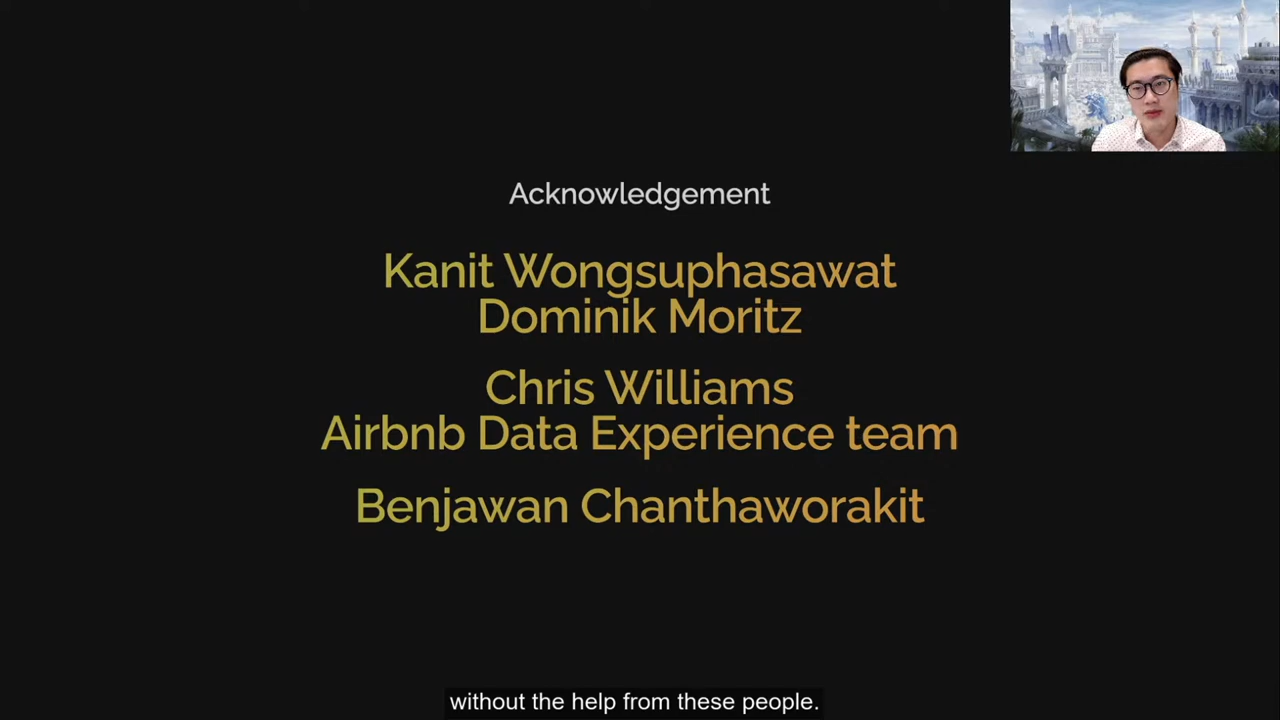 Acknowledgement
Kanit Wongsuphasawat
Dominik Moritz
Chris Williams
Airbnb Data Experience team
Benjawan Chanthaworakit
without the help from these people.